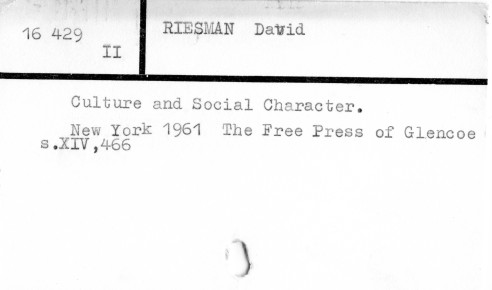 16 429
II
RIESMAN David
Culture and Social Character.
New York 1961 The Free Press of Glencoe
s.XIV,466